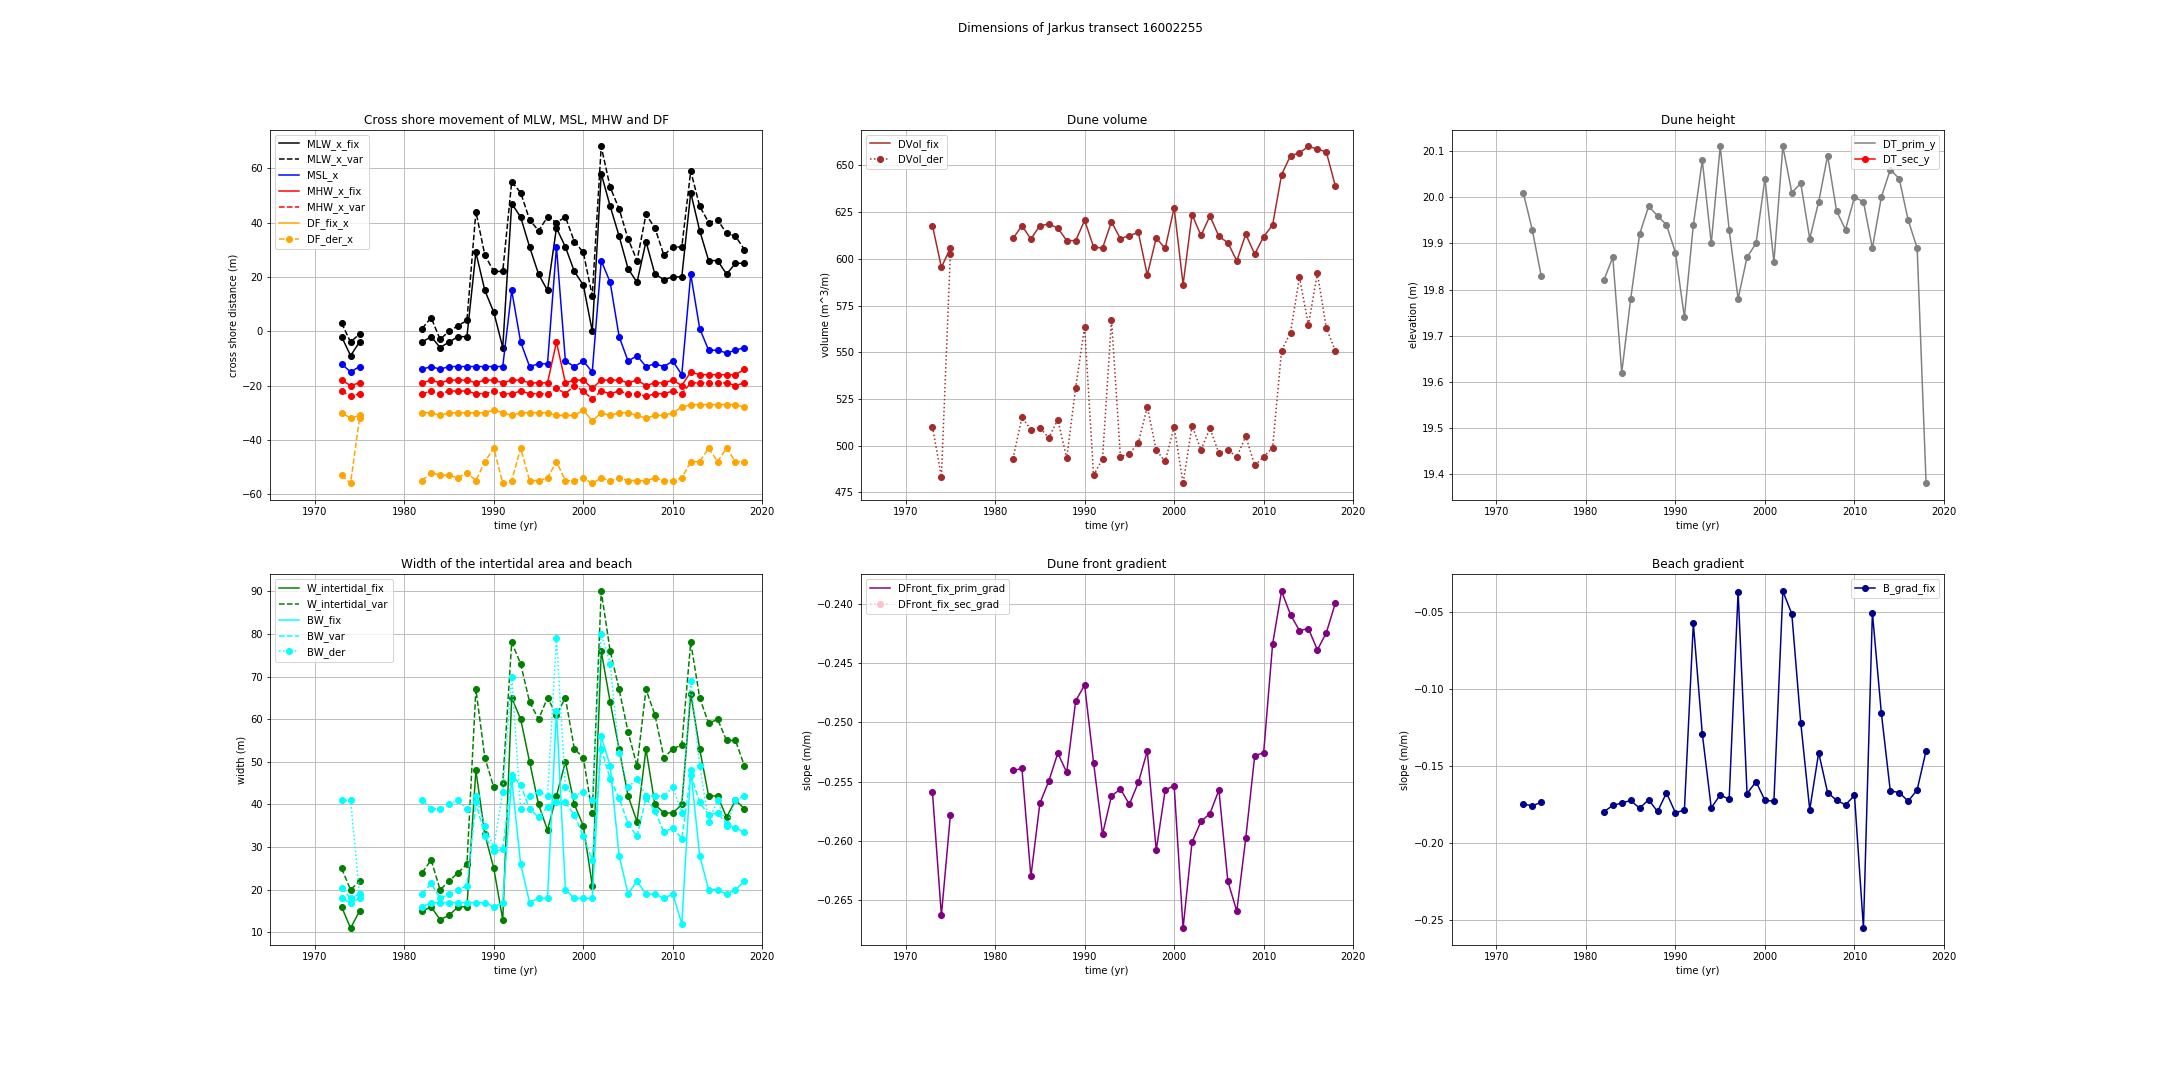 Dimensions of Jarkus transect 16002255
Cross shore movement of MLW, MSL, MHW and DF
MLW_x_fix
MLW_x_var
MSL_x
MHW_x_fix
MHW_x_var
DF_fix_x
DF_der_x
cross shore distance (m)
60
40
20
0
−20
−40
−60
1970 1980 1990 2000 2010 2020
time (yr)
Dune volume
DVol_fix
DVol_der
volume (m^3/m)
650
625
600
575
550
525
500
475
1970 1980 1990 2000 2010 2020
time (yr)
Dune height
DT_prim_y
DT_sec_y
elevation (m)
20.1
20.0
19.9
19.8
19.7
19.6
19.5
19.4
1970 1980 1990 2000 2010 2020
time (yr)
Width of the intertidal area and beach
W_intertidal_fix
W_intertidal_var
BW_fix
BW_var
BW_der
width (m)
90
80
70
60
50
40
30
20
10
1970 1980 1990 2000 2010 2020
time (yr)
Dune front gradient
DFront_fix_prim_grad
DFront_fix_sec_grad
slope (m/m)
−0.240
−0.245
−0.250
−0.255
−0.260
−0.265
1970 1980 1990 2000 2010 2020
time (yr)
Beach gradient
B_grad_fix
slope (m/m)
−0.05
−0.10
−0.15
−0.20
−0.25
1970 1980 1990 2000 2010 2020
time (yr)